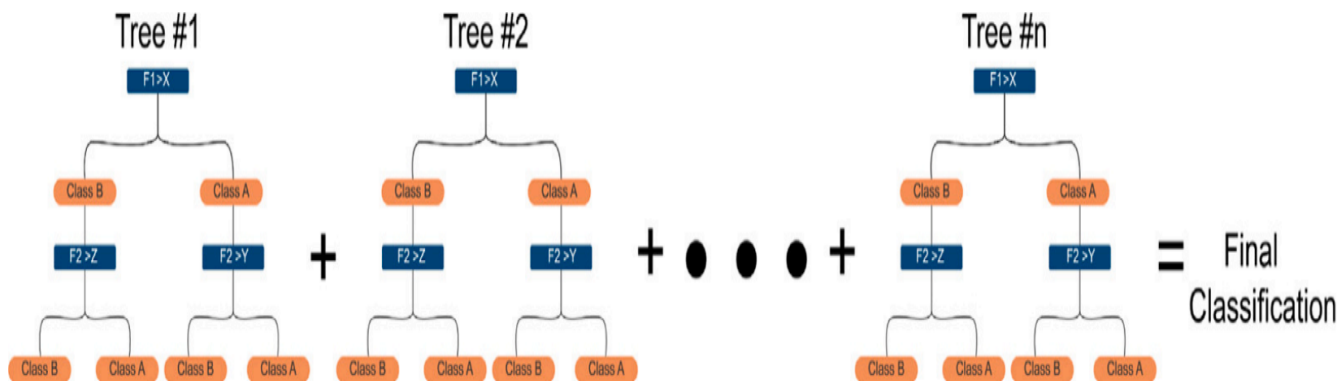 Tree #1
Tree #2
Tree #n
F1>X
F1>X
F1>X
Class B
Class A
Class B
Class A
Class B
Class A
F2 >Z
F2 >Y
+
F2 >Z
F2 >Y
+ ● ● ● +
F2 >Z
F2 >Y
= Final
Classification
Class B
Class A
Class B
Class A
Class B
Class A
Class B
Class A
Class B
Class A
Class B
Class A